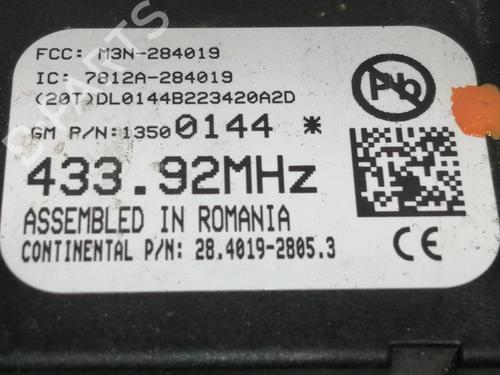 FCC: M3N-284019
IC: 7812A-284019
(20T)DL0144B223420A2D
GM P/N:1350 0144 *
Pb
433.92MHz
ASSEMBLED IN ROMANIA
CONTINENTAL P/N: 28.4019-2805.3
CE
B-PARTS